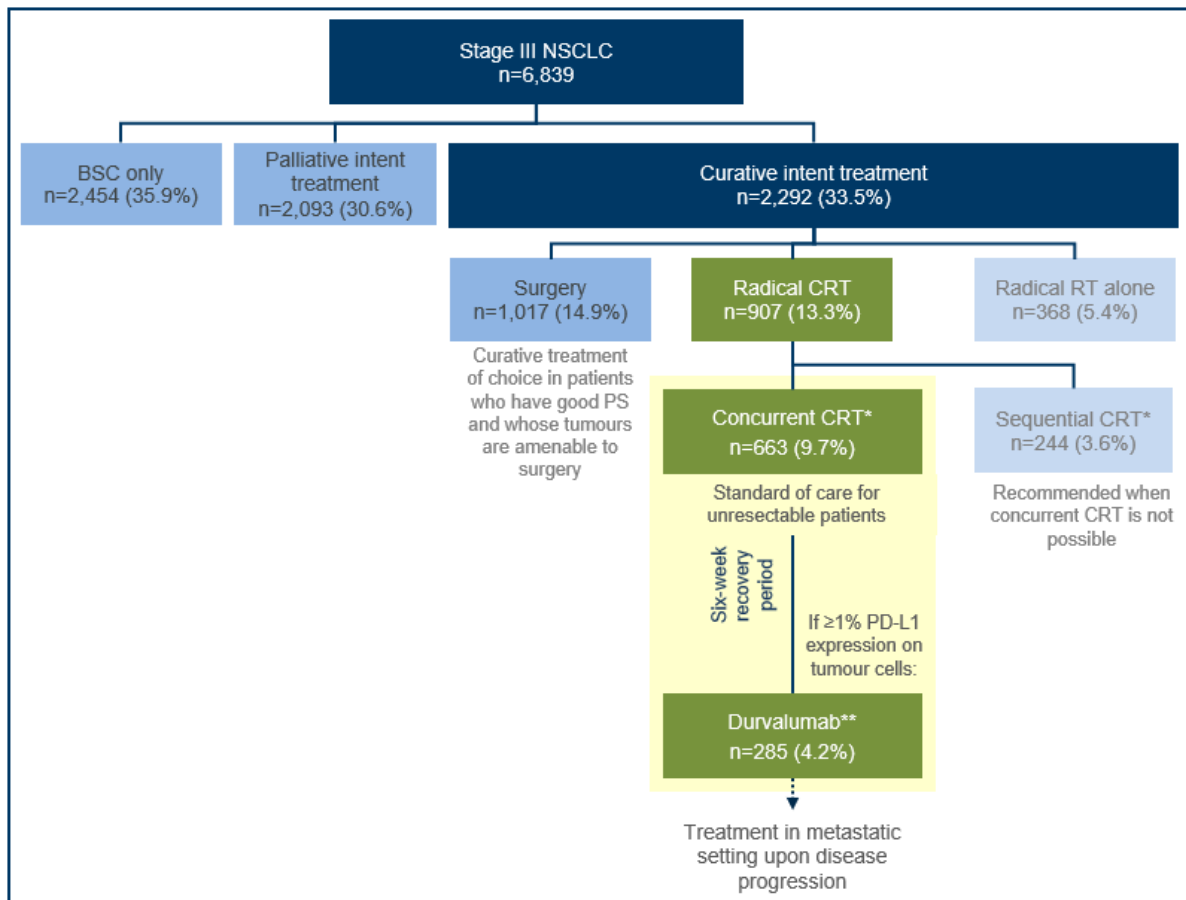 Stage III NSCLC
n=6,839
BSC only
n=2,454 (35.9%)
Palliative intent
treatment
n=2,093 (30.6%)
Curative intent treatment
n=2,292 (33.5%)
Surgery
n=1,017 (14.9%)
Curative treatment
of choice in patients
who have good PS
and whose tumours
are amenable to
surgery
Radical CRT
n=907 (13.3%)
Radical RT alone
n=368 (5.4%)
Concurrent CRT*
n=663 (9.7%)
Standard of care for
unresectable patients
Sequential CRT*
n=244 (3.6%)
Recommended when
concurrent CRT is not
possible
Six-week
recovery
period
If ≥1% PD-L1
expression on
tumour cells:
Durvalumab**
n=285 (4.2%)
Treatment in metastatic
setting upon disease
progression